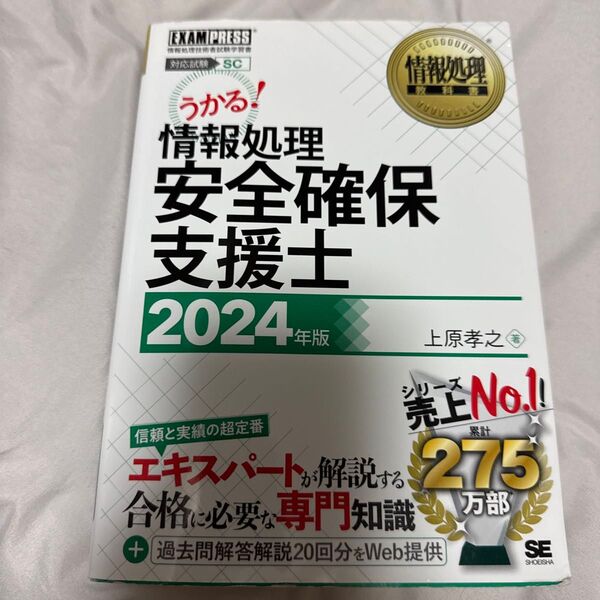 EXAMPRESS®
情報処理技術者試験学習書
対応試験 SC
情報処理®
教科書
うかる!
情報処理
安全確保
支援士
2024年版
上原孝之 著
シリーズ
売上No.1!
累計
275
万部
信頼と実績の超定番
エキスパートが解説する
合格に必要な専門知識
+ 過去問解答解説20回分をWeb提供
SE
SHOEISHA